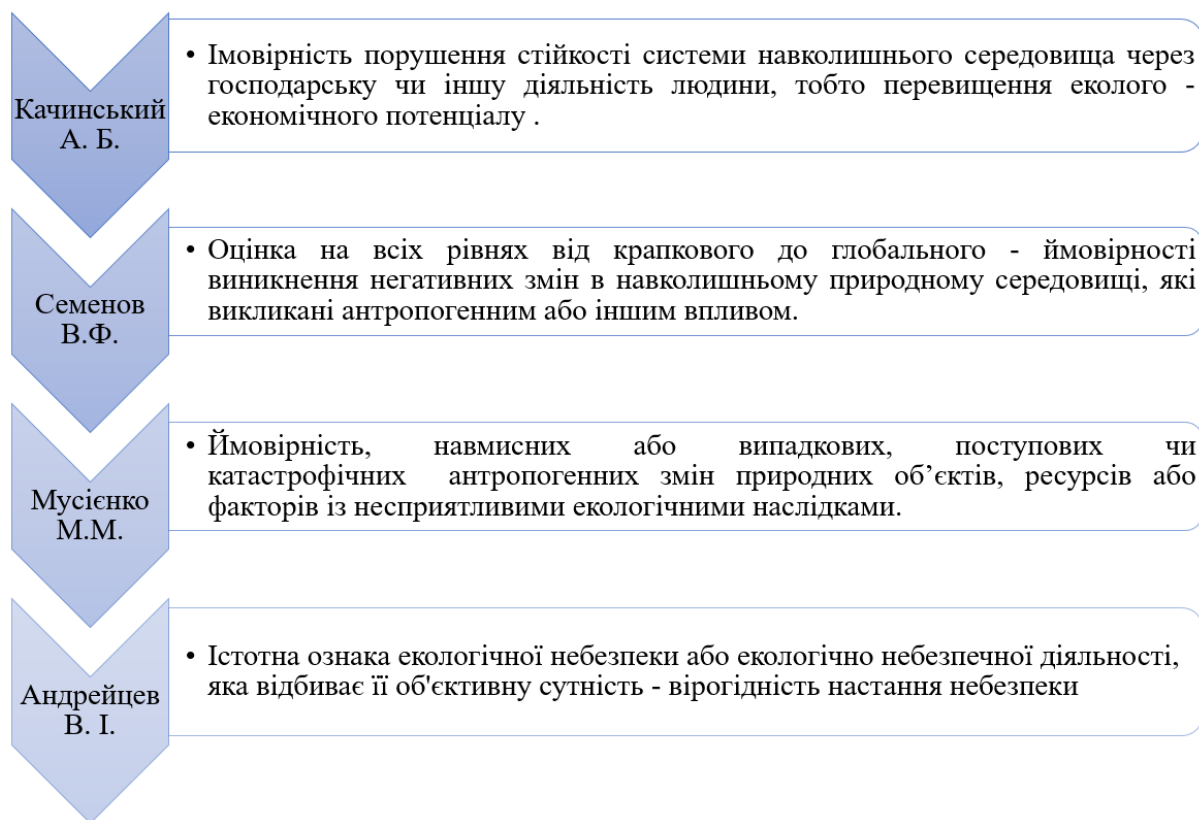 Качинський
А. Б.
• Імовірність порушення стійкості системи навколишнього середовища через
господарську чи іншу діяльність людини, тобто перевищення еколого -
економічного потенціалу .
Семенов
В.Ф.
• Оцінка на всіх рівнях від крапкового до глобального - ймовірності
виникнення негативних змін в навколишньому природному середовищі, які
викликані антропогенним або іншим впливом.
Мусієнко
М.М.
• Ймовірність, навмисних або випадкових, поступових чи
катастрофічних антропогенних змін природних об’єктів, ресурсів або
факторів із несприятливими екологічними наслідками.
Андрейцев
В. І.
• Істотна ознака екологічної небезпеки або екологічно небезпечної діяльності,
яка відбиває її об'єктивну сутність - вірогідність настання небезпеки